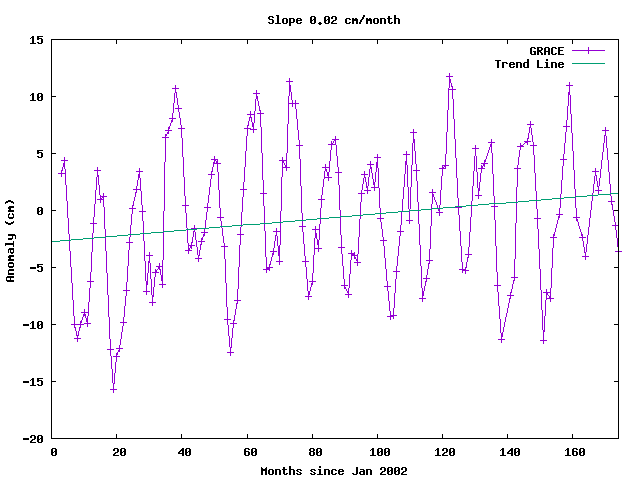 Slope 0.02 cm/month
GRACE
Trend Line
15
10
5
0
-5
-10
-15
-20
Anomaly (cm)
0 20 40 60 80 100 120 140 160
Months since Jan 2002